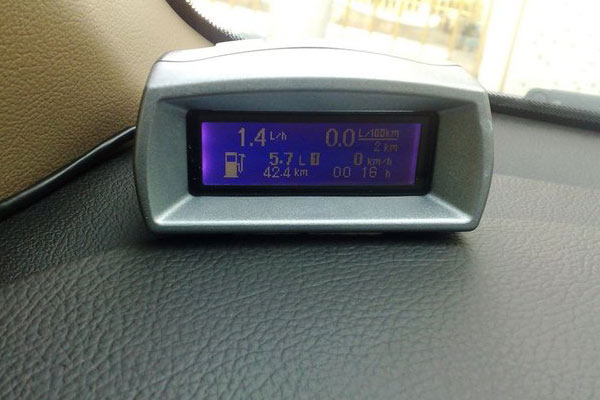 1.4 L/h 0.0 L/100km
2 km
5.7 L 0 km/h
42.4 km 00 16 h